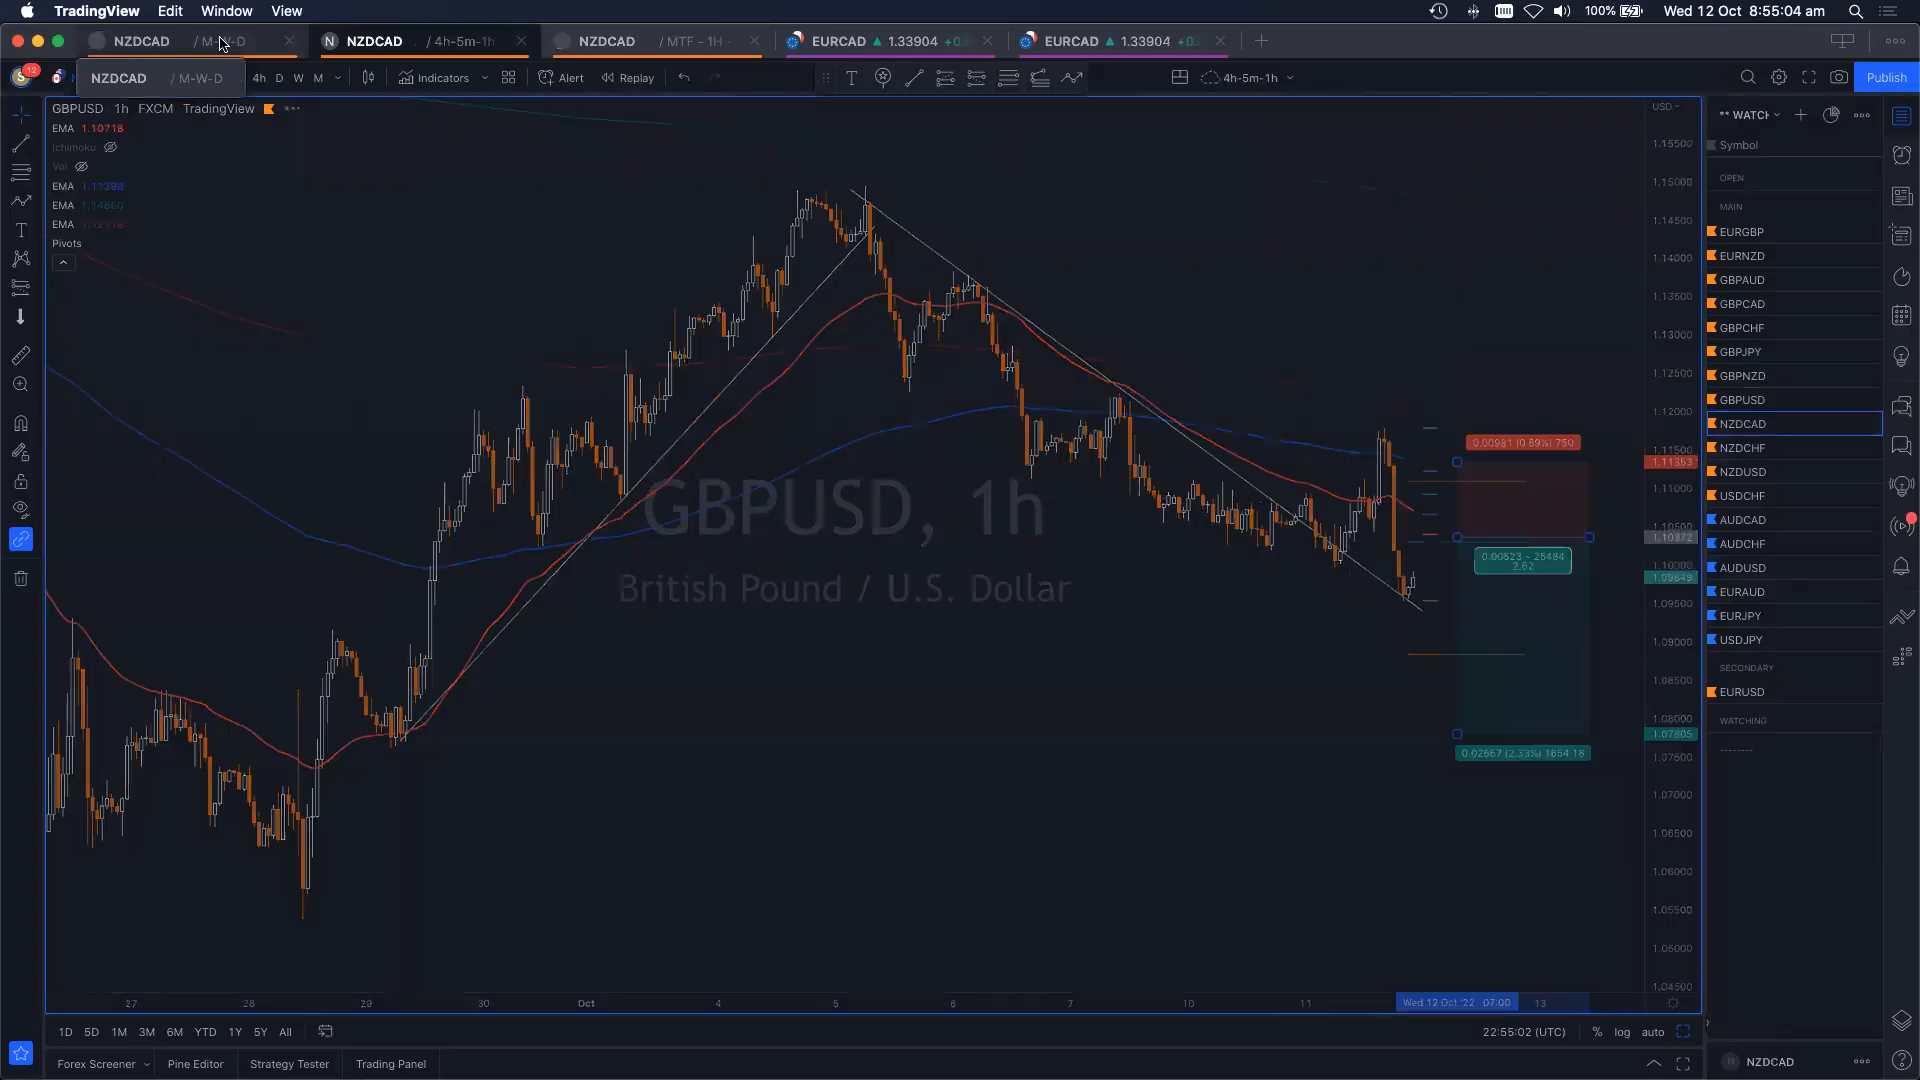 TradingView Edit Window View 100% Wed 12 Oct 8:55:04 am
NZDCAD / M-W-D
N NZDCAD / 4h-5m-1h
NZDCAD / MTF - 1H
EURCAD 1.33904
EURCAD 1.33904
S 12 NZDCAD / M-W-D 4h D W M Indicators Alert Replay 4h-5m-1h Publish
GBPUSD 1h FXCM TradingView
EMA 1.10718
Ichimoku
Vol
EMA 1.11398
EMA 1.14860
EMA
Pivots
GBPUSD, 1h
British Pound / U.S. Dollar
0.00981 (0.89%) 750
0.00523 ~ 25484
2.62
0.02567 (2.33%) 1654.18
USD
1.15500
1.15000
1.14500
1.14000
1.13500
1.13000
1.12500
1.12000
1.11500
1.11353
1.11000
1.10500
1.10372
1.10000
1.09849
1.09500
1.09000
1.08500
1.08000
1.07805
1.07500
1.07000
1.06500
1.06000
1.05500
1.05000
1.04500
27 28 29 30 Oct 4 5 6 7 10 11 Wed 12 Oct '22 07:00 13
1D 5D 1M 3M 6M YTD 1Y 5Y All 22:55:02 (UTC) % log auto
Forex Screener Pine Editor Strategy Tester Trading Panel
** WATCH
Symbol
OPEN
MAIN
EURGBP
EURNZD
GBPAUD
GBPCAD
GBPCHF
GBPJPY
GBPNZD
GBPUSD
NZDCAD
NZDCHF
NZDUSD
USDCHF
AUDCAD
AUDCHF
AUDUSD
EURAUD
EURJPY
USDJPY
SECONDARY
EURUSD
WATCHING
--------
NZDCAD